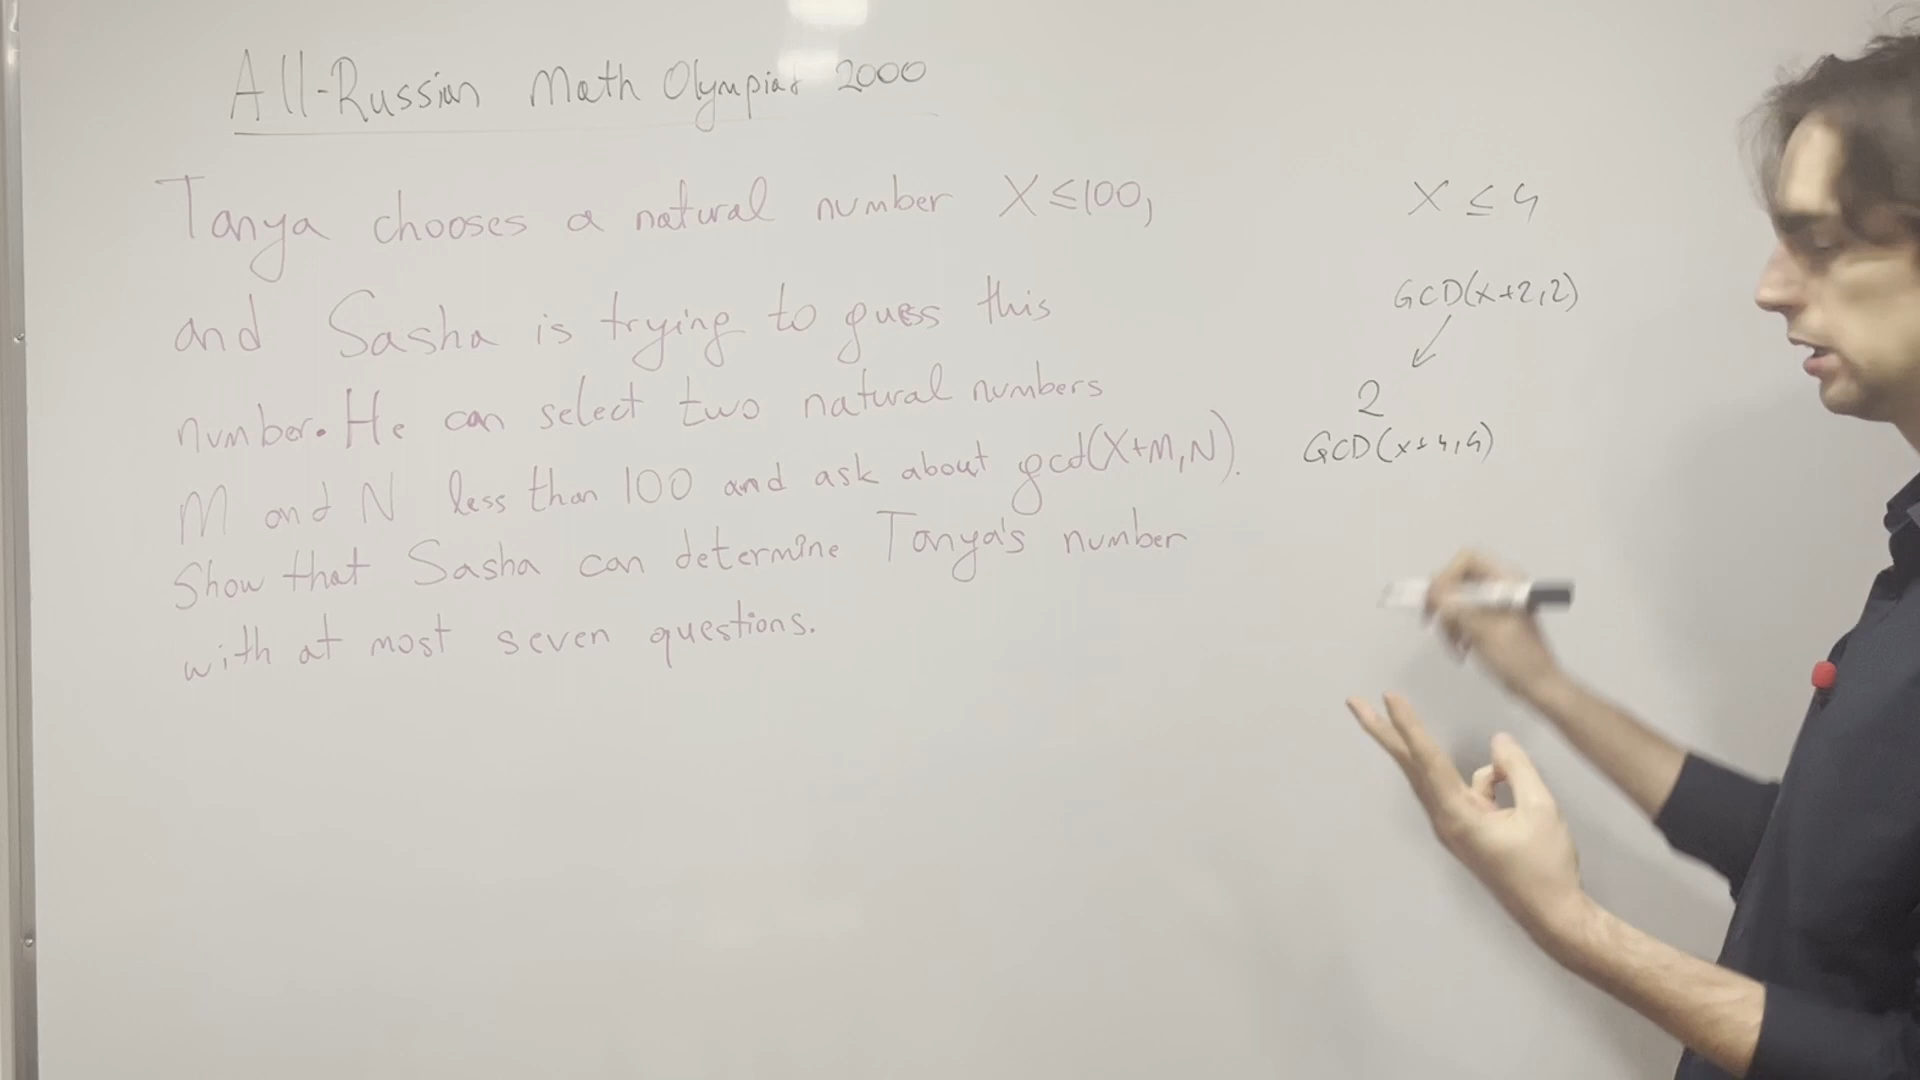 All-Russian Math Olympiad 2000
Tanya chooses a natural number X≤100,
and Sasha is trying to guess this
number. He can select two natural numbers
M and N less than 100 and ask about gcd(X+M,N).
Show that Sasha can determine Tanya's number
with at most seven questions.
X ≤ 4
GCD(x+2,2)
2
GCD(x+4,4)